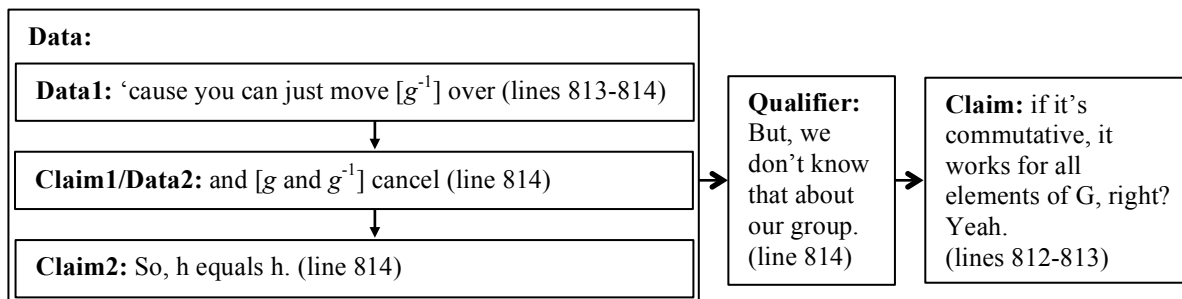 Data:
Data1: ‘cause you can just move [g⁻¹] over (lines 813-814)
Claim1/Data2: and [g and g⁻¹] cancel (line 814)
Claim2: So, h equals h. (line 814)
Qualifier:
But, we
don’t know
that about
our group.
(line 814)
Claim: if it’s
commutative, it
works for all
elements of G, right?
Yeah.
(lines 812-813)